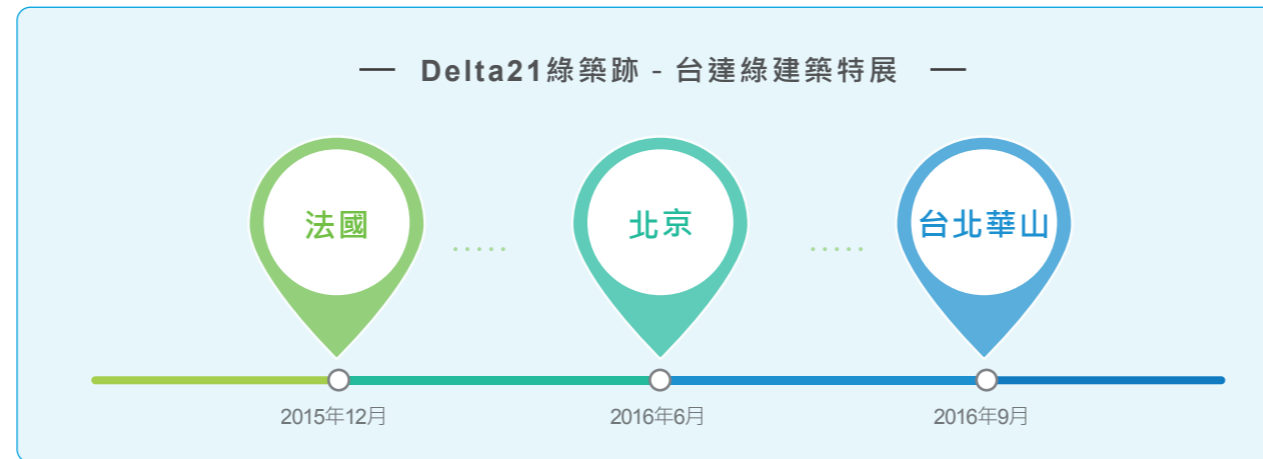 Delta21綠築跡 - 台達綠建築特展
法國
北京
台北華山
2015年12月
2016年6月
2016年9月